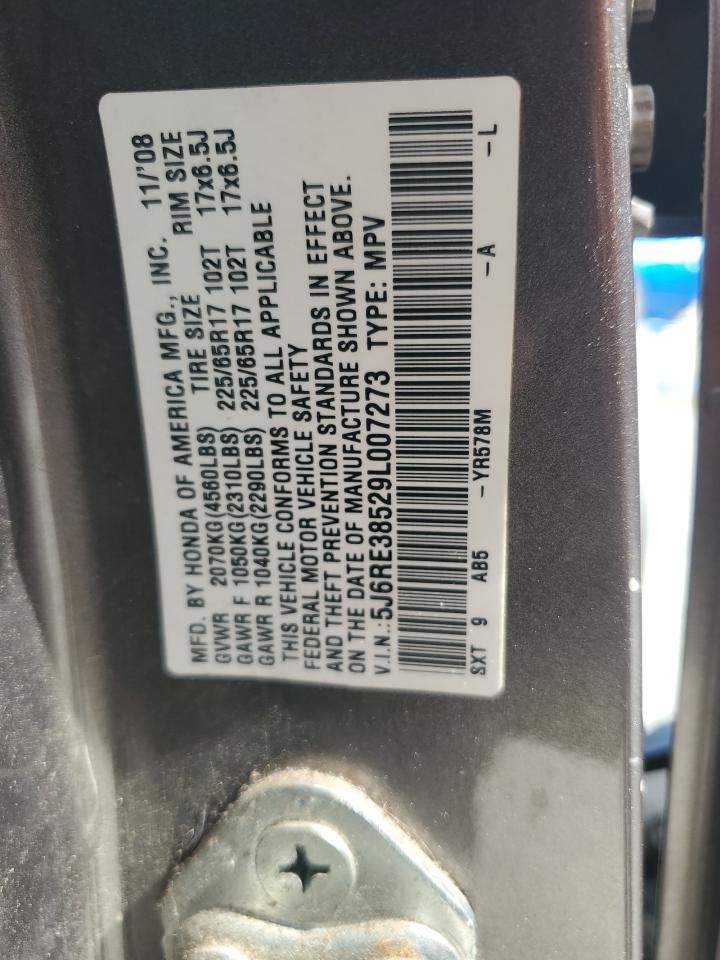 MFD. BY HONDA OF AMERICA MFG., INC. 11/'08
GVWR 2070KG(4560LBS) TIRE SIZE RIM SIZE
GAWR F 1050KG(2310LBS) 225/65R17 102T 17x6.5J
GAWR R 1040KG(2290LBS) 225/65R17 102T 17x6.5J
THIS VEHICLE CONFORMS TO ALL APPLICABLE
FEDERAL MOTOR VEHICLE SAFETY
AND THEFT PREVENTION STANDARDS IN EFFECT
ON THE DATE OF MANUFACTURE SHOWN ABOVE.
V.I.N.:5J6RE38529L007273 TYPE: MPV
SXT 9 AB5 -YR578M -A -L